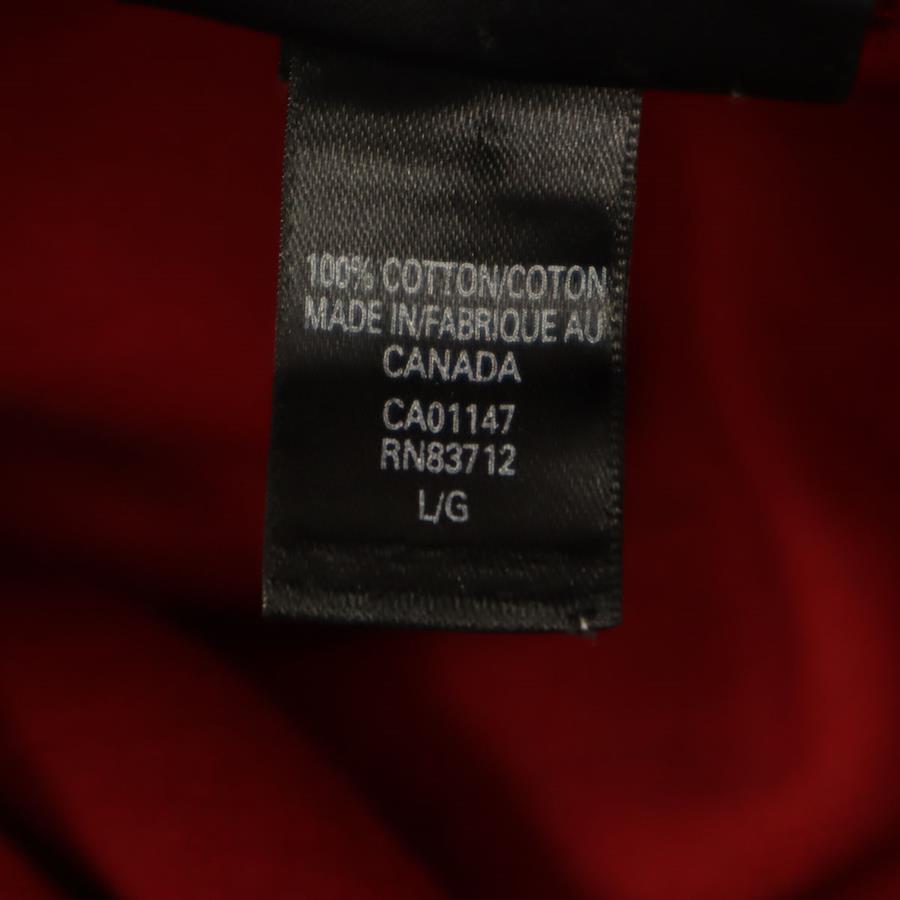 100% COTTON/COTON
MADE IN/FABRIQUE AU
CANADA
CA01147
RN83712
L/G